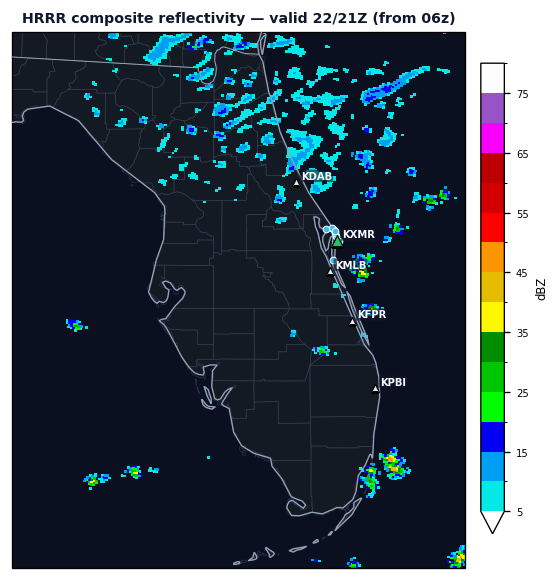 HRRR composite reflectivity — valid 22/21Z (from 06z)
KDAB
KXMR
KMLB
KFPR
KPBI
75
65
55
45
35
25
15
5
dBZ